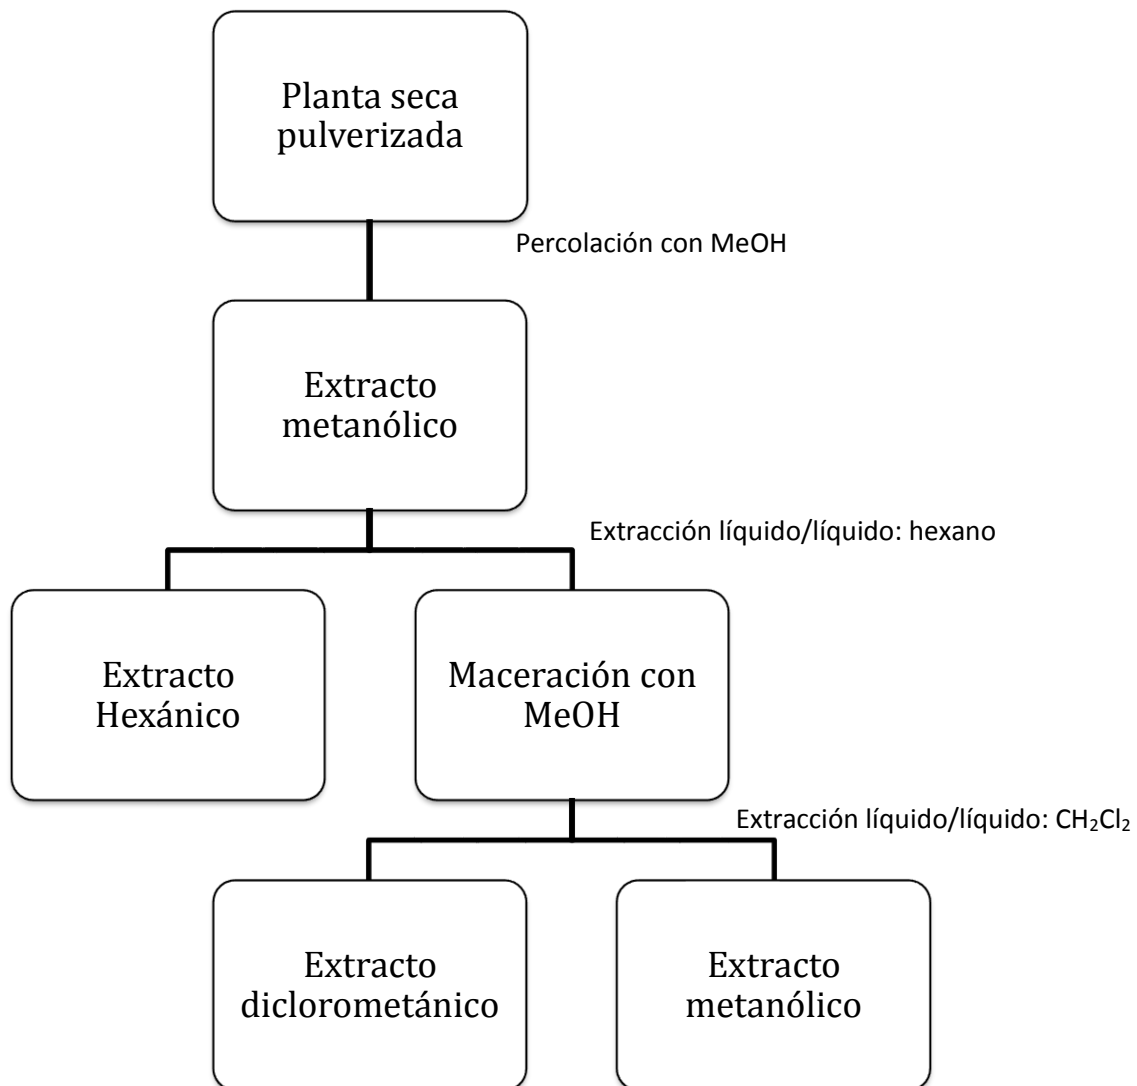 Planta seca
pulverizada
Percolación con MeOH
Extracto
metanólico
Extracción líquido/líquido: hexano
Extracto
Hexánico
Maceración con
MeOH
Extracción líquido/líquido: CH₂Cl₂
Extracto
diclorometánico
Extracto
metanólico